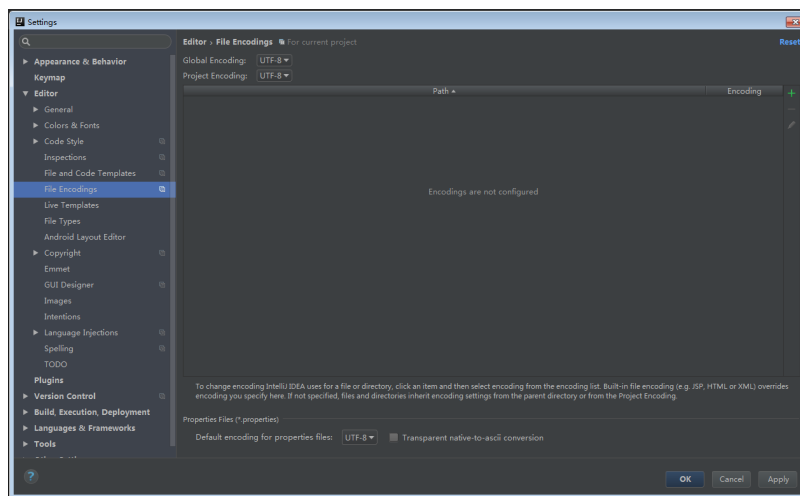 Settings
Editor › File Encodings For current project
Reset
Appearance & Behavior
Keymap
Editor
General
Colors & Fonts
Code Style
Inspections
File and Code Templates
File Encodings
Live Templates
File Types
Android Layout Editor
Copyright
Emmet
GUI Designer
Images
Intentions
Language Injections
Spelling
TODO
Plugins
Version Control
Build, Execution, Deployment
Languages & Frameworks
Tools
Global Encoding: UTF-8
Project Encoding: UTF-8
Path Encoding
Encodings are not configured
To change encoding IntelliJ IDEA uses for a file or directory, click an item and then select encoding from the encoding list. Built-in file encoding (e.g. JSP, HTML or XML) overrides
encoding you specify here. If not specified, files and directories inherit encoding settings from the parent directory or from the Project Encoding.
Properties Files (*.properties)
Default encoding for properties files: UTF-8 Transparent native-to-ascii conversion
?
OK Cancel Apply